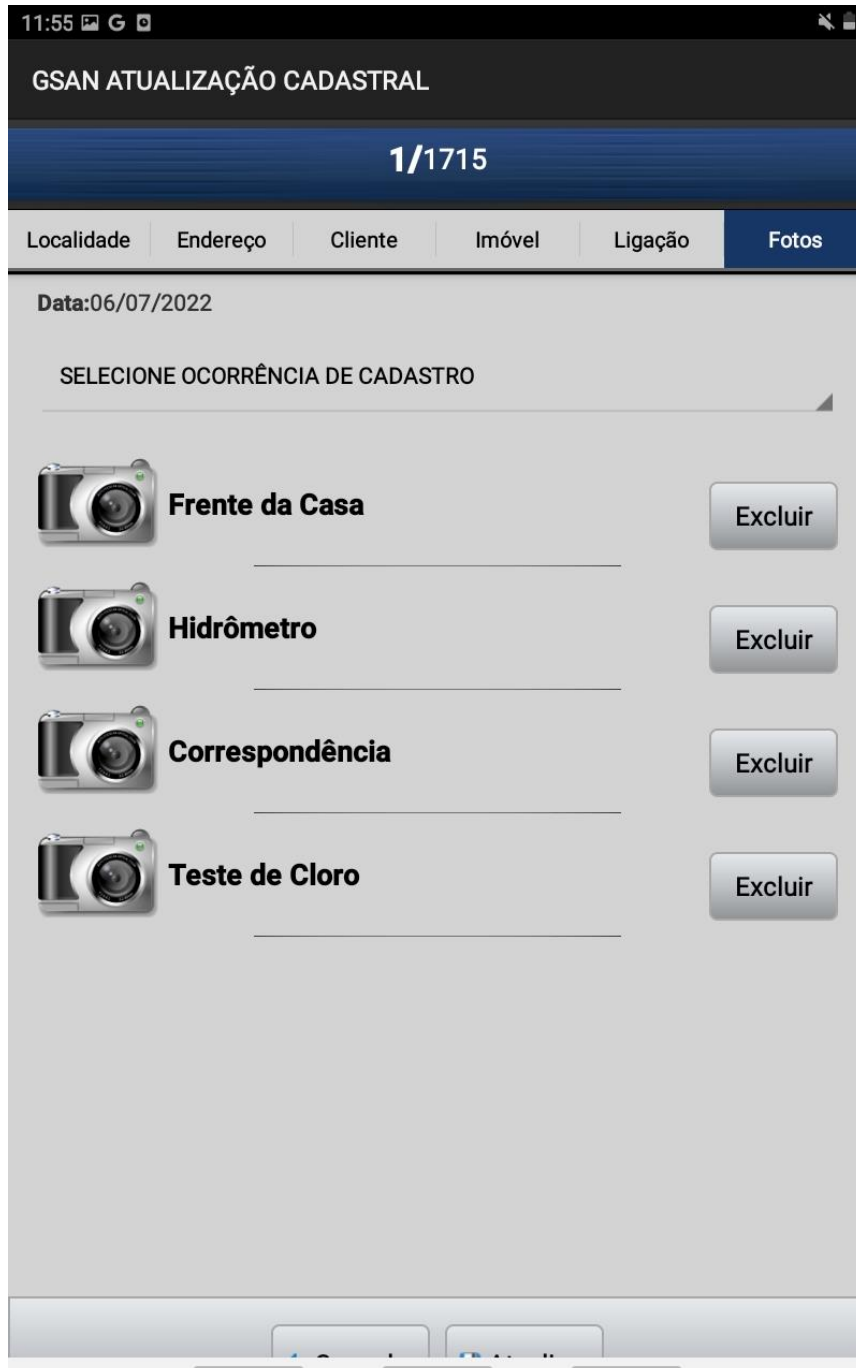 11:55 G
GSAN ATUALIZAÇÃO CADASTRAL
1/1715
Localidade Endereço Cliente Imóvel Ligação Fotos
Data:06/07/2022
SELECIONE OCORRÊNCIA DE CADASTRO
Frente da Casa Excluir
Hidrômetro Excluir
Correspondência Excluir
Teste de Cloro Excluir